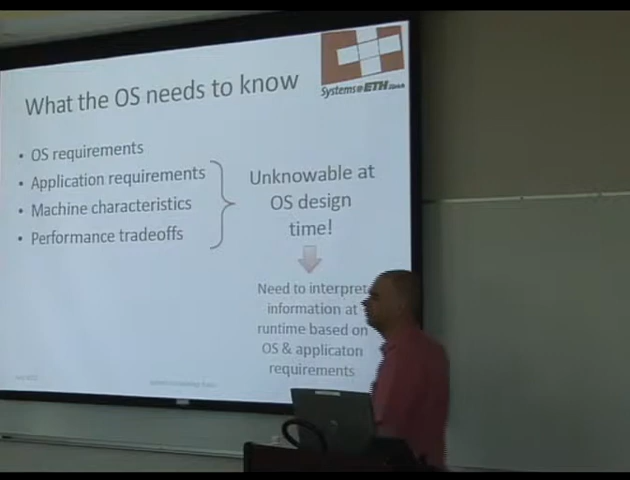 What the OS needs to know
Systems@ETH Zürich
• OS requirements
• Application requirements
• Machine characteristics
• Performance tradeoffs
Unknowable at
OS design
time!
Need to interpret
information at
runtime based on
OS & applicaton
requirements